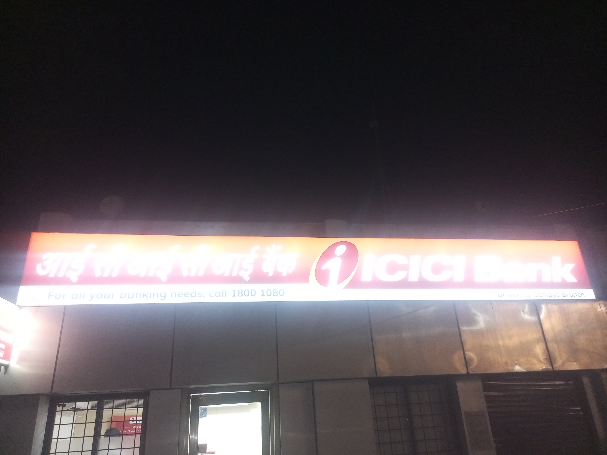 आई सी आई सी आई बैंक i ICICI Bank
For all your banking needs, call 1800 1080